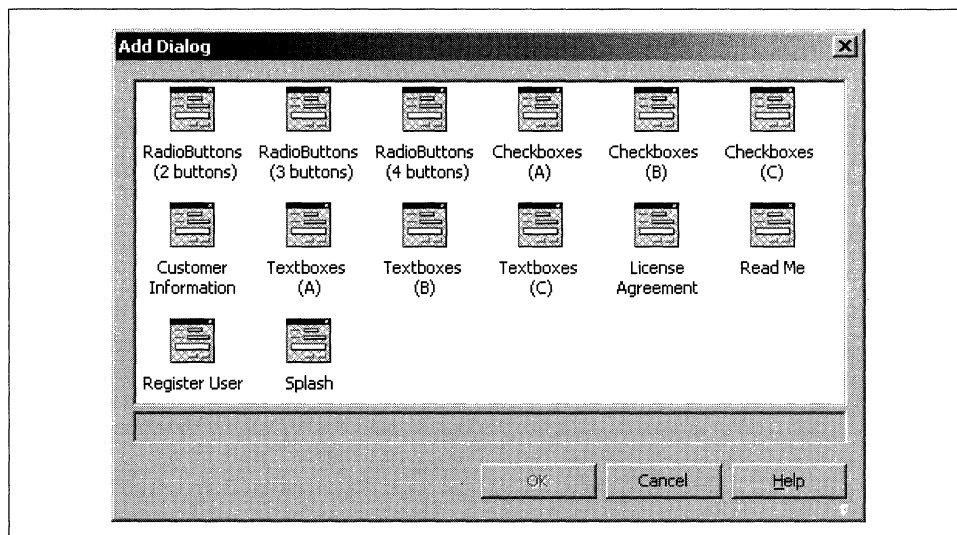 Add Dialog
RadioButtons RadioButtons RadioButtons Checkboxes Checkboxes Checkboxes
(2 buttons) (3 buttons) (4 buttons) (A) (B) (C)
Customer Textboxes Textboxes Textboxes License Read Me
Information (A) (B) (C) Agreement
Register User Splash
OK Cancel Help